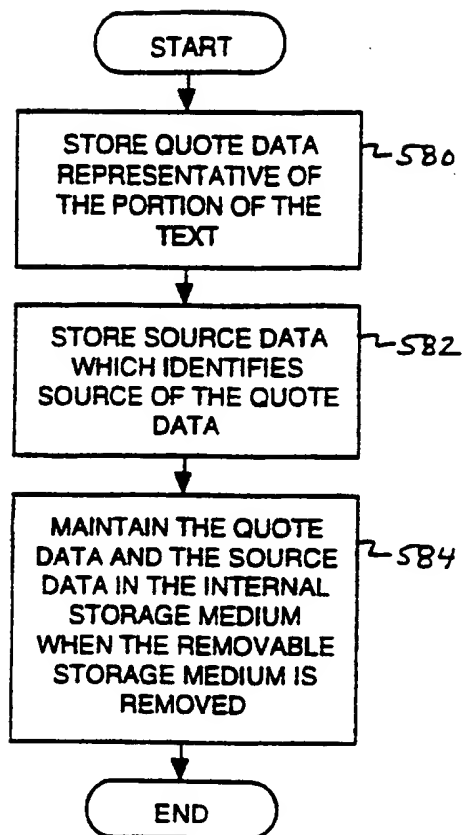 START
STORE QUOTE DATA
REPRESENTATIVE OF
THE PORTION OF THE
TEXT
580
STORE SOURCE DATA
WHICH IDENTIFIES
SOURCE OF THE QUOTE
DATA
582
MAINTAIN THE QUOTE
DATA AND THE SOURCE
DATA IN THE INTERNAL
STORAGE MEDIUM
WHEN THE REMOVABLE
STORAGE MEDIUM IS
REMOVED
584
END